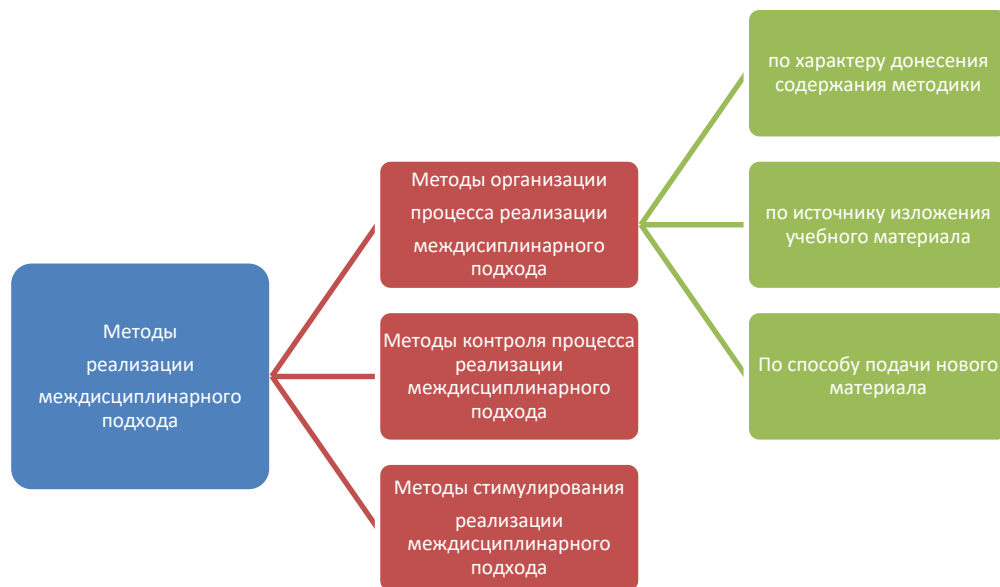 Методы
реализации
междисциплинарного
подхода
Методы организации
процесса реализации
междисиплинарного
подхода
Методы контроля процесса
реализации
междисциплинарного
подхода
Методы стимулирования
реализации
междисциплинарного
подхода
по характеру донесения
содержания методики
по источнику изложения
учебного материала
По способу подачи нового
материала